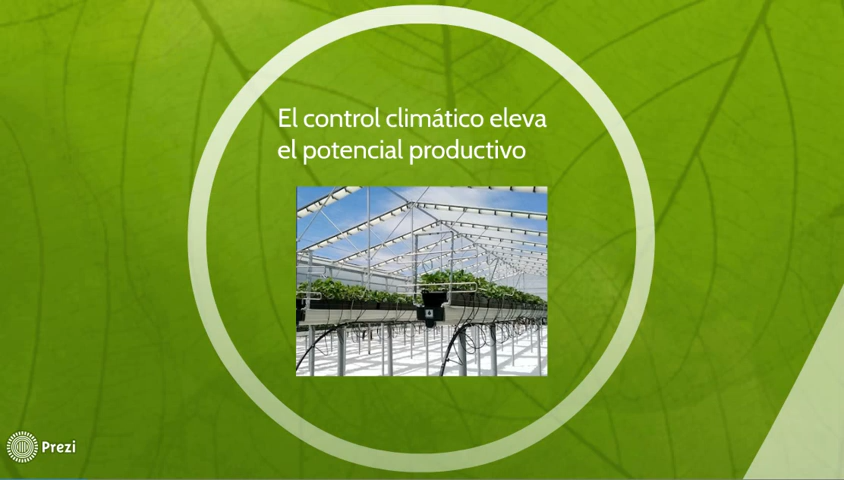 El control climático eleva
el potencial productivo
Prezi